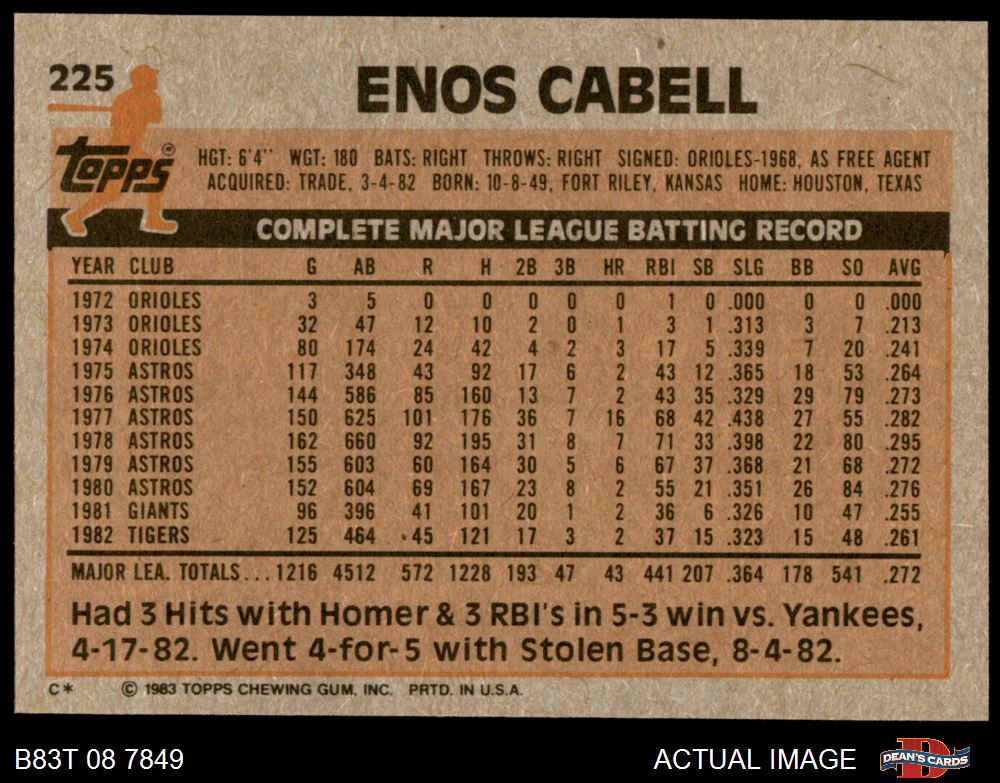 225
ENOS CABELL
Topps®
HGT: 6'4" WGT: 180 BATS: RIGHT THROWS: RIGHT SIGNED: ORIOLES-1968, AS FREE AGENT
ACQUIRED: TRADE, 3-4-82 BORN: 10-8-49, FORT RILEY, KANSAS HOME: HOUSTON, TEXAS
COMPLETE MAJOR LEAGUE BATTING RECORD
YEAR CLUB G AB R H 2B 3B HR RBI SB SLG BB SO AVG
1972 ORIOLES 3 5 0 0 0 0 0 1 0 .000 0 0 .000
1973 ORIOLES 32 47 12 10 2 0 1 3 1 .313 3 7 .213
1974 ORIOLES 80 174 24 42 4 2 3 17 5 .339 7 20 .241
1975 ASTROS 117 348 43 92 17 6 2 43 12 .365 18 53 .264
1976 ASTROS 144 586 85 160 13 7 2 43 35 .329 29 79 .273
1977 ASTROS 150 625 101 176 36 7 16 68 42 .438 27 55 .282
1978 ASTROS 162 660 92 195 31 8 7 71 33 .398 22 80 .295
1979 ASTROS 155 603 60 164 30 5 6 67 37 .368 21 68 .272
1980 ASTROS 152 604 69 167 23 8 2 55 21 .351 26 84 .276
1981 GIANTS 96 396 41 101 20 1 2 36 6 .326 10 47 .255
1982 TIGERS 125 464 45 121 17 3 2 37 15 .323 15 48 .261
MAJOR LEA. TOTALS... 1216 4512 572 1228 193 47 43 441 207 .364 178 541 .272
Had 3 Hits with Homer & 3 RBI's in 5-3 win vs. Yankees,
4-17-82. Went 4-for-5 with Stolen Base, 8-4-82.
C* © 1983 TOPPS CHEWING GUM, INC. PRTD. IN U.S.A.
B83T 08 7849 ACTUAL IMAGE D DEAN'S CARDS